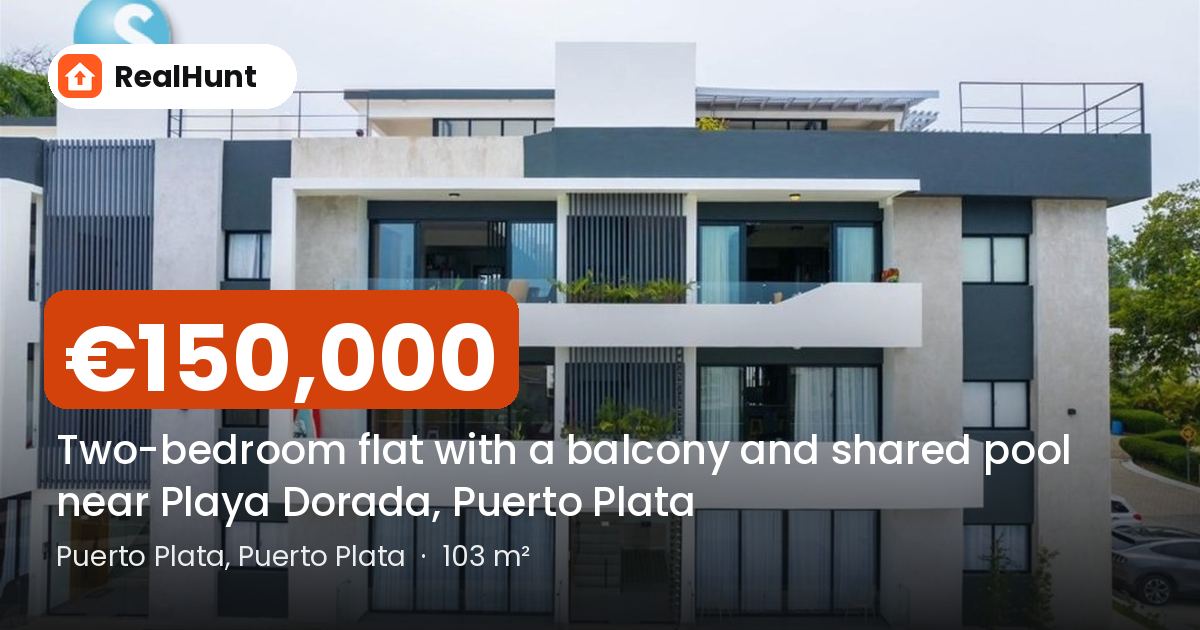 S
RealHunt
€150,000
Two-bedroom flat with a balcony and shared pool
near Playa Dorada, Puerto Plata
Puerto Plata, Puerto Plata · 103 m²